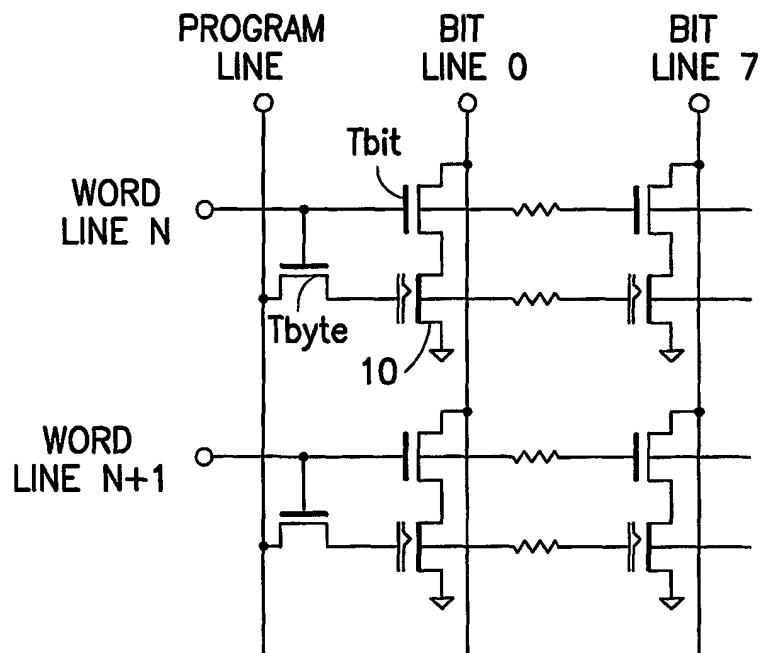 PROGRAM
LINE
BIT
LINE 0
BIT
LINE 7
Tbit
WORD
LINE N
Tbyte
10
WORD
LINE N+1